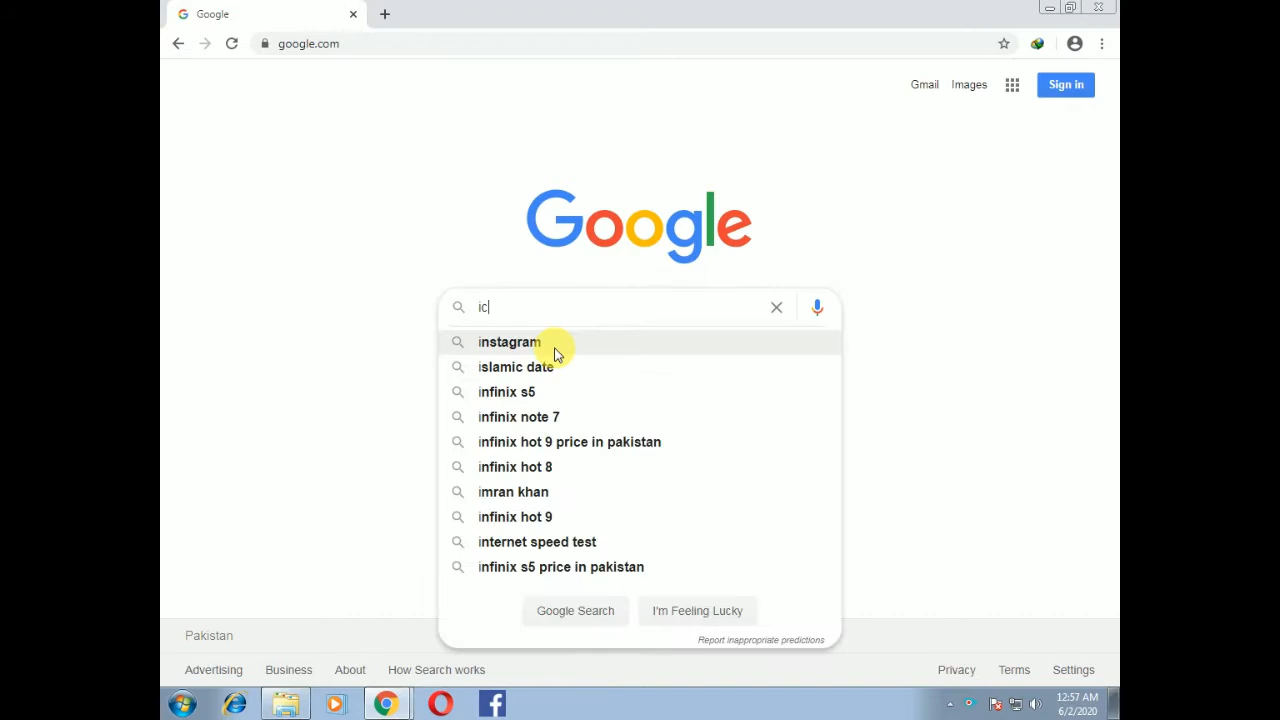 Google
google.com
Gmail Images Sign in
Google
ic
instagram
islamic date
infinix s5
infinix note 7
infinix hot 9 price in pakistan
infinix hot 8
imran khan
infinix hot 9
internet speed test
infinix s5 price in pakistan
Google Search I'm Feeling Lucky
Report inappropriate predictions
Pakistan
Advertising Business About How Search works Privacy Terms Settings
12:57 AM
6/2/2020